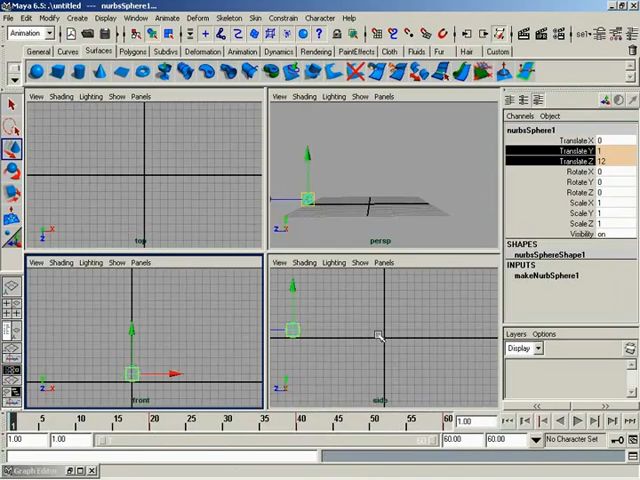 Maya 6.5: .\untitled --- nurbsSphere1...
File Edit Modify Create Display Window Animate Deform Skeleton Skin Constrain Character
Animation
sel
General Curves Surfaces Polygons Subdivs Deformation Animation Dynamics Rendering PaintEffects Cloth Fluids Fur Hair Custom
View Shading Lighting Show Panels
View Shading Lighting Show Panels
Channels Object
nurbsSphere1
Translate X 0
Translate Y 1
Translate Z 12
Rotate X 0
Rotate Y 0
Rotate Z 0
Scale X 1
Scale Y 1
Scale Z 1
Visibility on
SHAPES
nurbsSphereShape1
INPUTS
makeNurbSphere1
top
persp
View Shading Lighting Show Panels
View Shading Lighting Show Panels
Layers Options
Display
front
side
5 10 15 20 25 30 35 40 45 50 55 60
1.00
1.00 1.00 60.00 60.00 No Character Set
Graph Editor